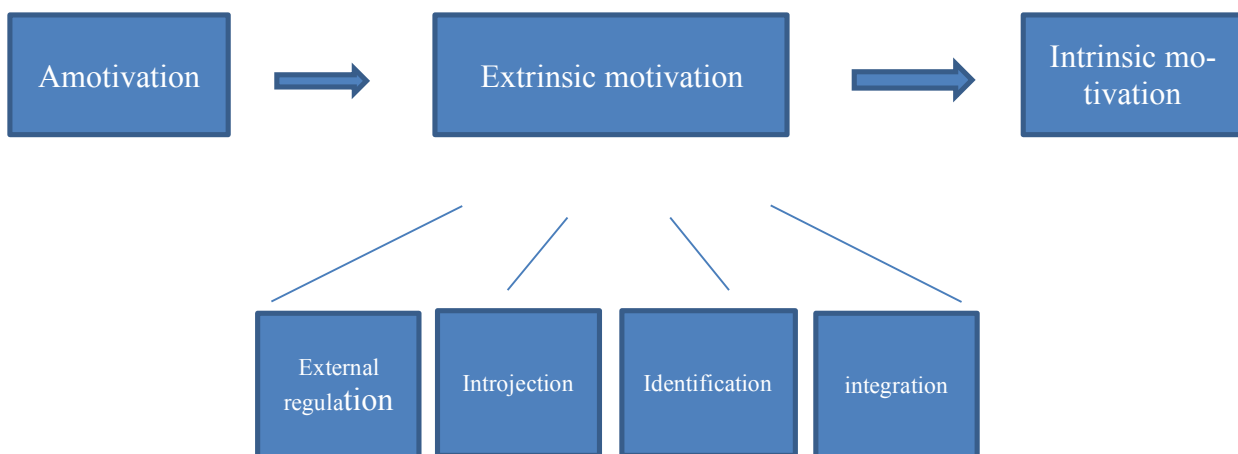 Amotivation
Extrinsic motivation
Intrinsic mo-
tivation
External
regulation
Introjection
Identification
integration